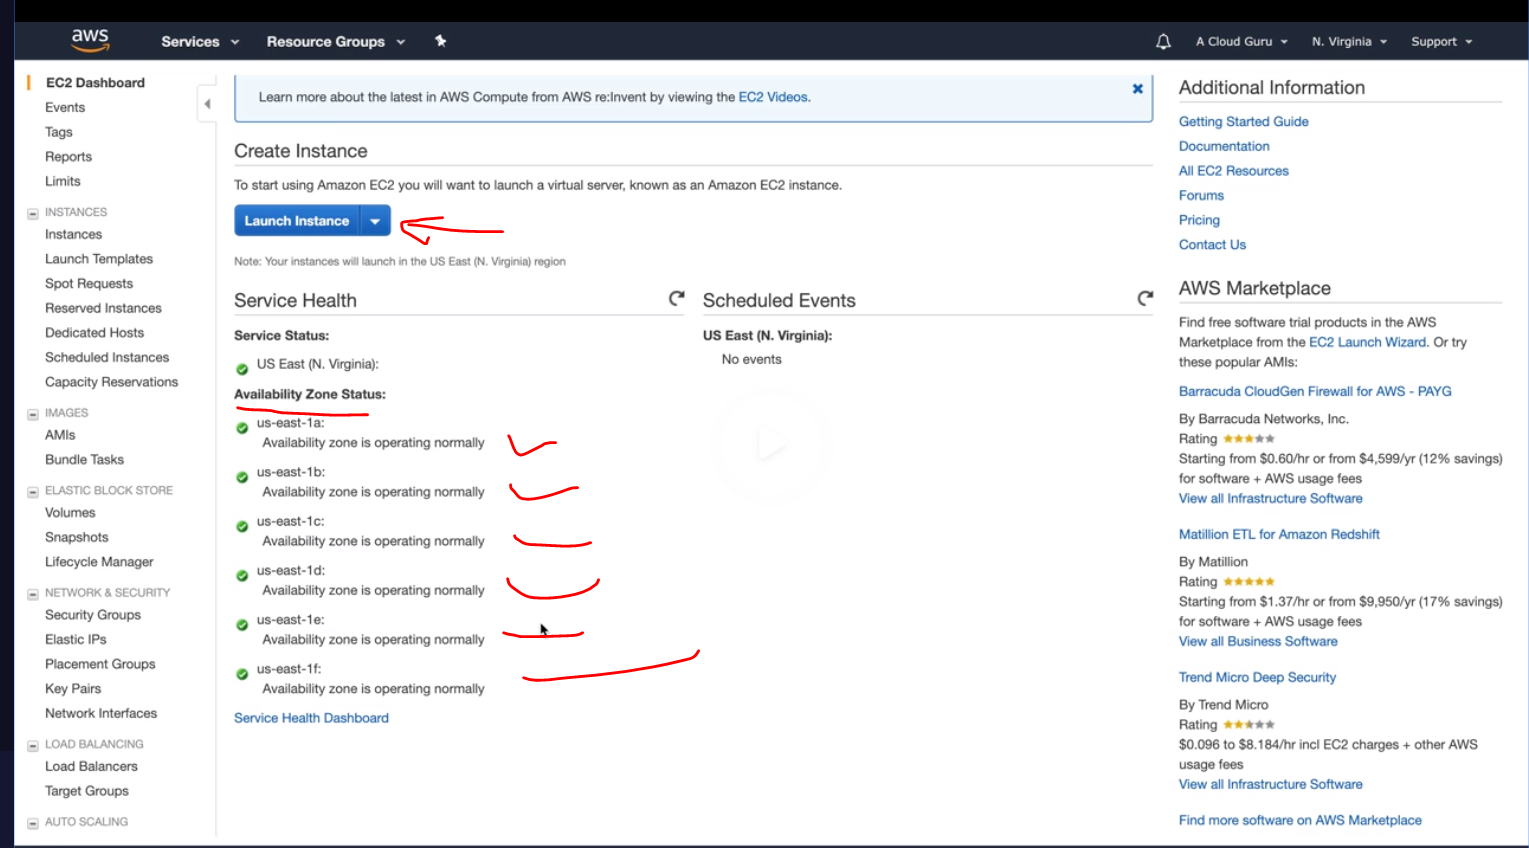 aws
Services
Resource Groups
A Cloud Guru
N. Virginia
Support
EC2 Dashboard
Events
Tags
Reports
Limits
INSTANCES
Instances
Launch Templates
Spot Requests
Reserved Instances
Dedicated Hosts
Scheduled Instances
Capacity Reservations
IMAGES
AMIs
Bundle Tasks
ELASTIC BLOCK STORE
Volumes
Snapshots
Lifecycle Manager
NETWORK & SECURITY
Security Groups
Elastic IPs
Placement Groups
Key Pairs
Network Interfaces
LOAD BALANCING
Load Balancers
Target Groups
AUTO SCALING
Learn more about the latest in AWS Compute from AWS re:Invent by viewing the EC2 Videos.
Create Instance
To start using Amazon EC2 you will want to launch a virtual server, known as an Amazon EC2 instance.
Launch Instance
Note: Your instances will launch in the US East (N. Virginia) region
Service Health
Service Status:
US East (N. Virginia):
Availability Zone Status:
us-east-1a:
Availability zone is operating normally
us-east-1b:
Availability zone is operating normally
us-east-1c:
Availability zone is operating normally
us-east-1d:
Availability zone is operating normally
us-east-1e:
Availability zone is operating normally
us-east-1f:
Availability zone is operating normally
Service Health Dashboard
Scheduled Events
US East (N. Virginia):
No events
Additional Information
Getting Started Guide
Documentation
All EC2 Resources
Forums
Pricing
Contact Us
AWS Marketplace
Find free software trial products in the AWS
Marketplace from the EC2 Launch Wizard. Or try
these popular AMIs:
Barracuda CloudGen Firewall for AWS - PAYG
By Barracuda Networks, Inc.
Rating
Starting from $0.60/hr or from $4,599/yr (12% savings)
for software + AWS usage fees
View all Infrastructure Software
Matillion ETL for Amazon Redshift
By Matillion
Rating
Starting from $1.37/hr or from $9,950/yr (17% savings)
for software + AWS usage fees
View all Business Software
Trend Micro Deep Security
By Trend Micro
Rating
$0.096 to $8.184/hr incl EC2 charges + other AWS
usage fees
View all Infrastructure Software
Find more software on AWS Marketplace